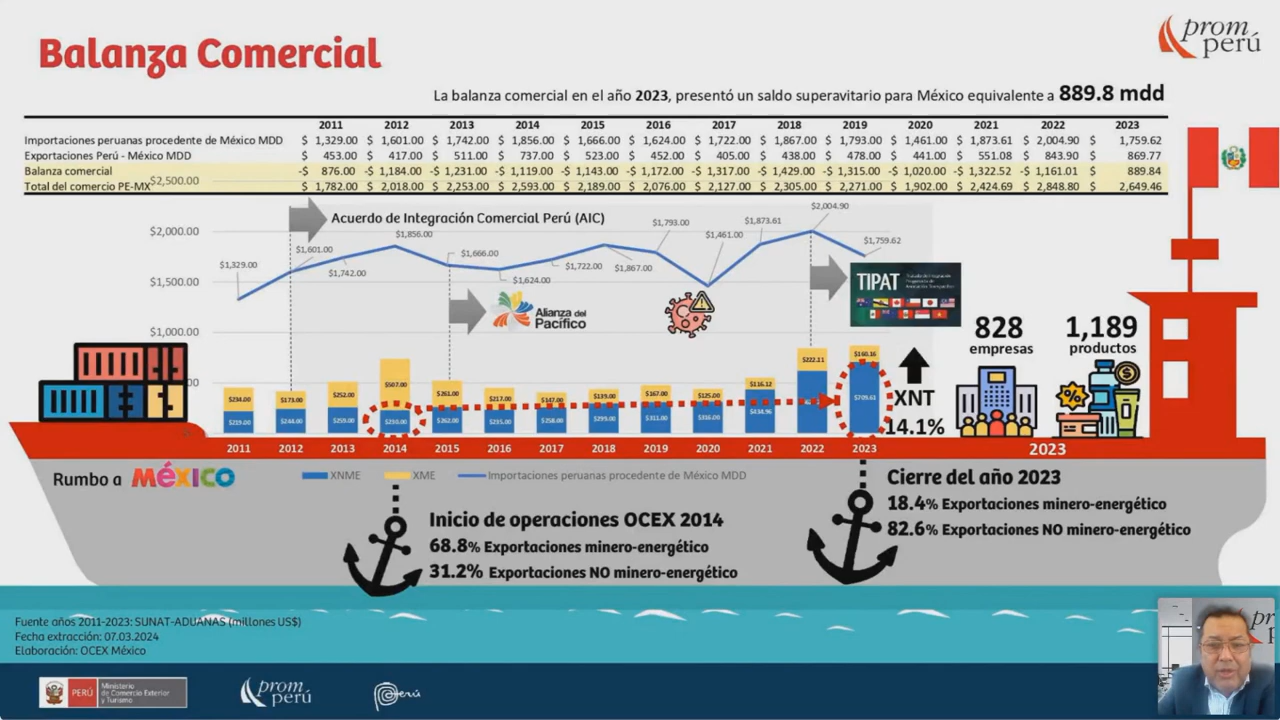 Balanza Comercial
prom
perú
La balanza comercial en el año 2023, presentó un saldo superavitario para México equivalente a 889.8 mdd
2011 2012 2013 2014 2015 2016 2017 2018 2019 2020 2021 2022 2023
Importaciones peruanas procedente de México MDD $ 1,329.00 $ 1,601.00 $ 1,742.00 $ 1,856.00 $ 1,666.00 $ 1,624.00 $ 1,722.00 $ 1,867.00 $ 1,793.00 $ 1,461.00 $ 1,873.61 $ 2,004.90 $ 1,759.62
Exportaciones Perú - México MDD $ 453.00 $ 417.00 $ 511.00 $ 737.00 $ 523.00 $ 452.00 $ 405.00 $ 438.00 $ 478.00 $ 441.00 $ 551.08 $ 843.90 $ 869.77
Balanza comercial -$ 876.00 -$ 1,184.00 -$ 1,231.00 -$ 1,119.00 -$ 1,143.00 -$ 1,172.00 -$ 1,317.00 -$ 1,429.00 -$ 1,315.00 -$ 1,020.00 -$ 1,322.52 -$ 1,161.01 $ 889.84
Total del comercio PE-MX $ 1,782.00 $ 2,018.00 $ 2,253.00 $ 2,593.00 $ 2,189.00 $ 2,076.00 $ 2,127.00 $ 2,305.00 $ 2,271.00 $ 1,902.00 $ 2,424.69 $ 2,848.80 $ 2,649.46
$2,500.00
Acuerdo de Integración Comercial Perú (AIC)
$2,000.00
$1,500.00
$1,000.00
$1,329.00 $1,601.00 $1,742.00 $1,856.00 $1,666.00 $1,624.00 $1,722.00 $1,867.00 $1,793.00 $1,461.00 $1,873.61 $2,004.90 $1,759.62
Alianza del
Pacífico
TIPAT
828
empresas
1,189
productos
$234.00 $173.00 $252.00 $507.00 $261.00 $217.00 $147.00 $139.00 $167.00 $125.00 $116.12 $222.11 $160.16
$219.00 $244.00 $259.00 $230.00 $262.00 $235.00 $258.00 $299.00 $311.00 $316.00 $434.96 $709.61
XNT
14.1%
2011 2012 2013 2014 2015 2016 2017 2018 2019 2020 2021 2022 2023
2023
Rumbo a MÉXICO
XNME XME Importaciones peruanas procedente de México MDD
Inicio de operaciones OCEX 2014
68.8% Exportaciones minero-energético
31.2% Exportaciones NO minero-energético
Cierre del año 2023
18.4% Exportaciones minero-energético
82.6% Exportaciones NO minero-energético
Fuente años 2011-2023: SUNAT-ADUANAS (millones US$)
Fecha extracción: 07.03.2024
Elaboración: OCEX México
PERÚ
Ministerio
de Comercio Exterior
y Turismo
prom
perú
Perú